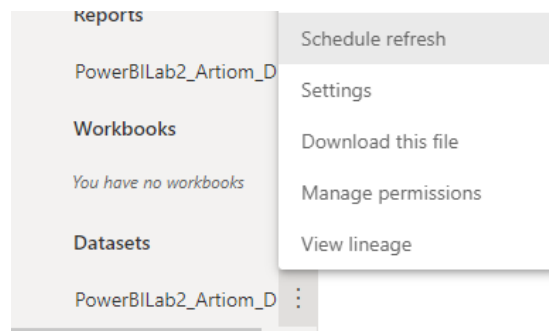 Reports
PowerBILab2_Artiom_D
Workbooks
You have no workbooks
Datasets
PowerBILab2_Artiom_D
Schedule refresh
Settings
Download this file
Manage permissions
View lineage